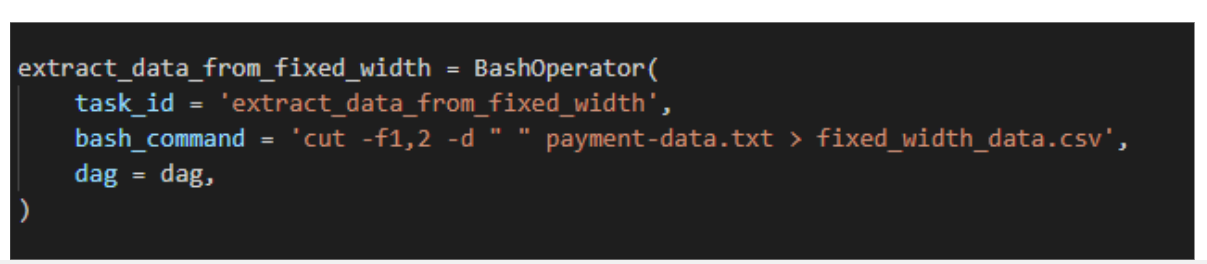 extract_data_from_fixed_width = BashOperator(
    task_id = 'extract_data_from_fixed_width',
    bash_command = 'cut -f1,2 -d " " payment-data.txt > fixed_width_data.csv',
    dag = dag,
)